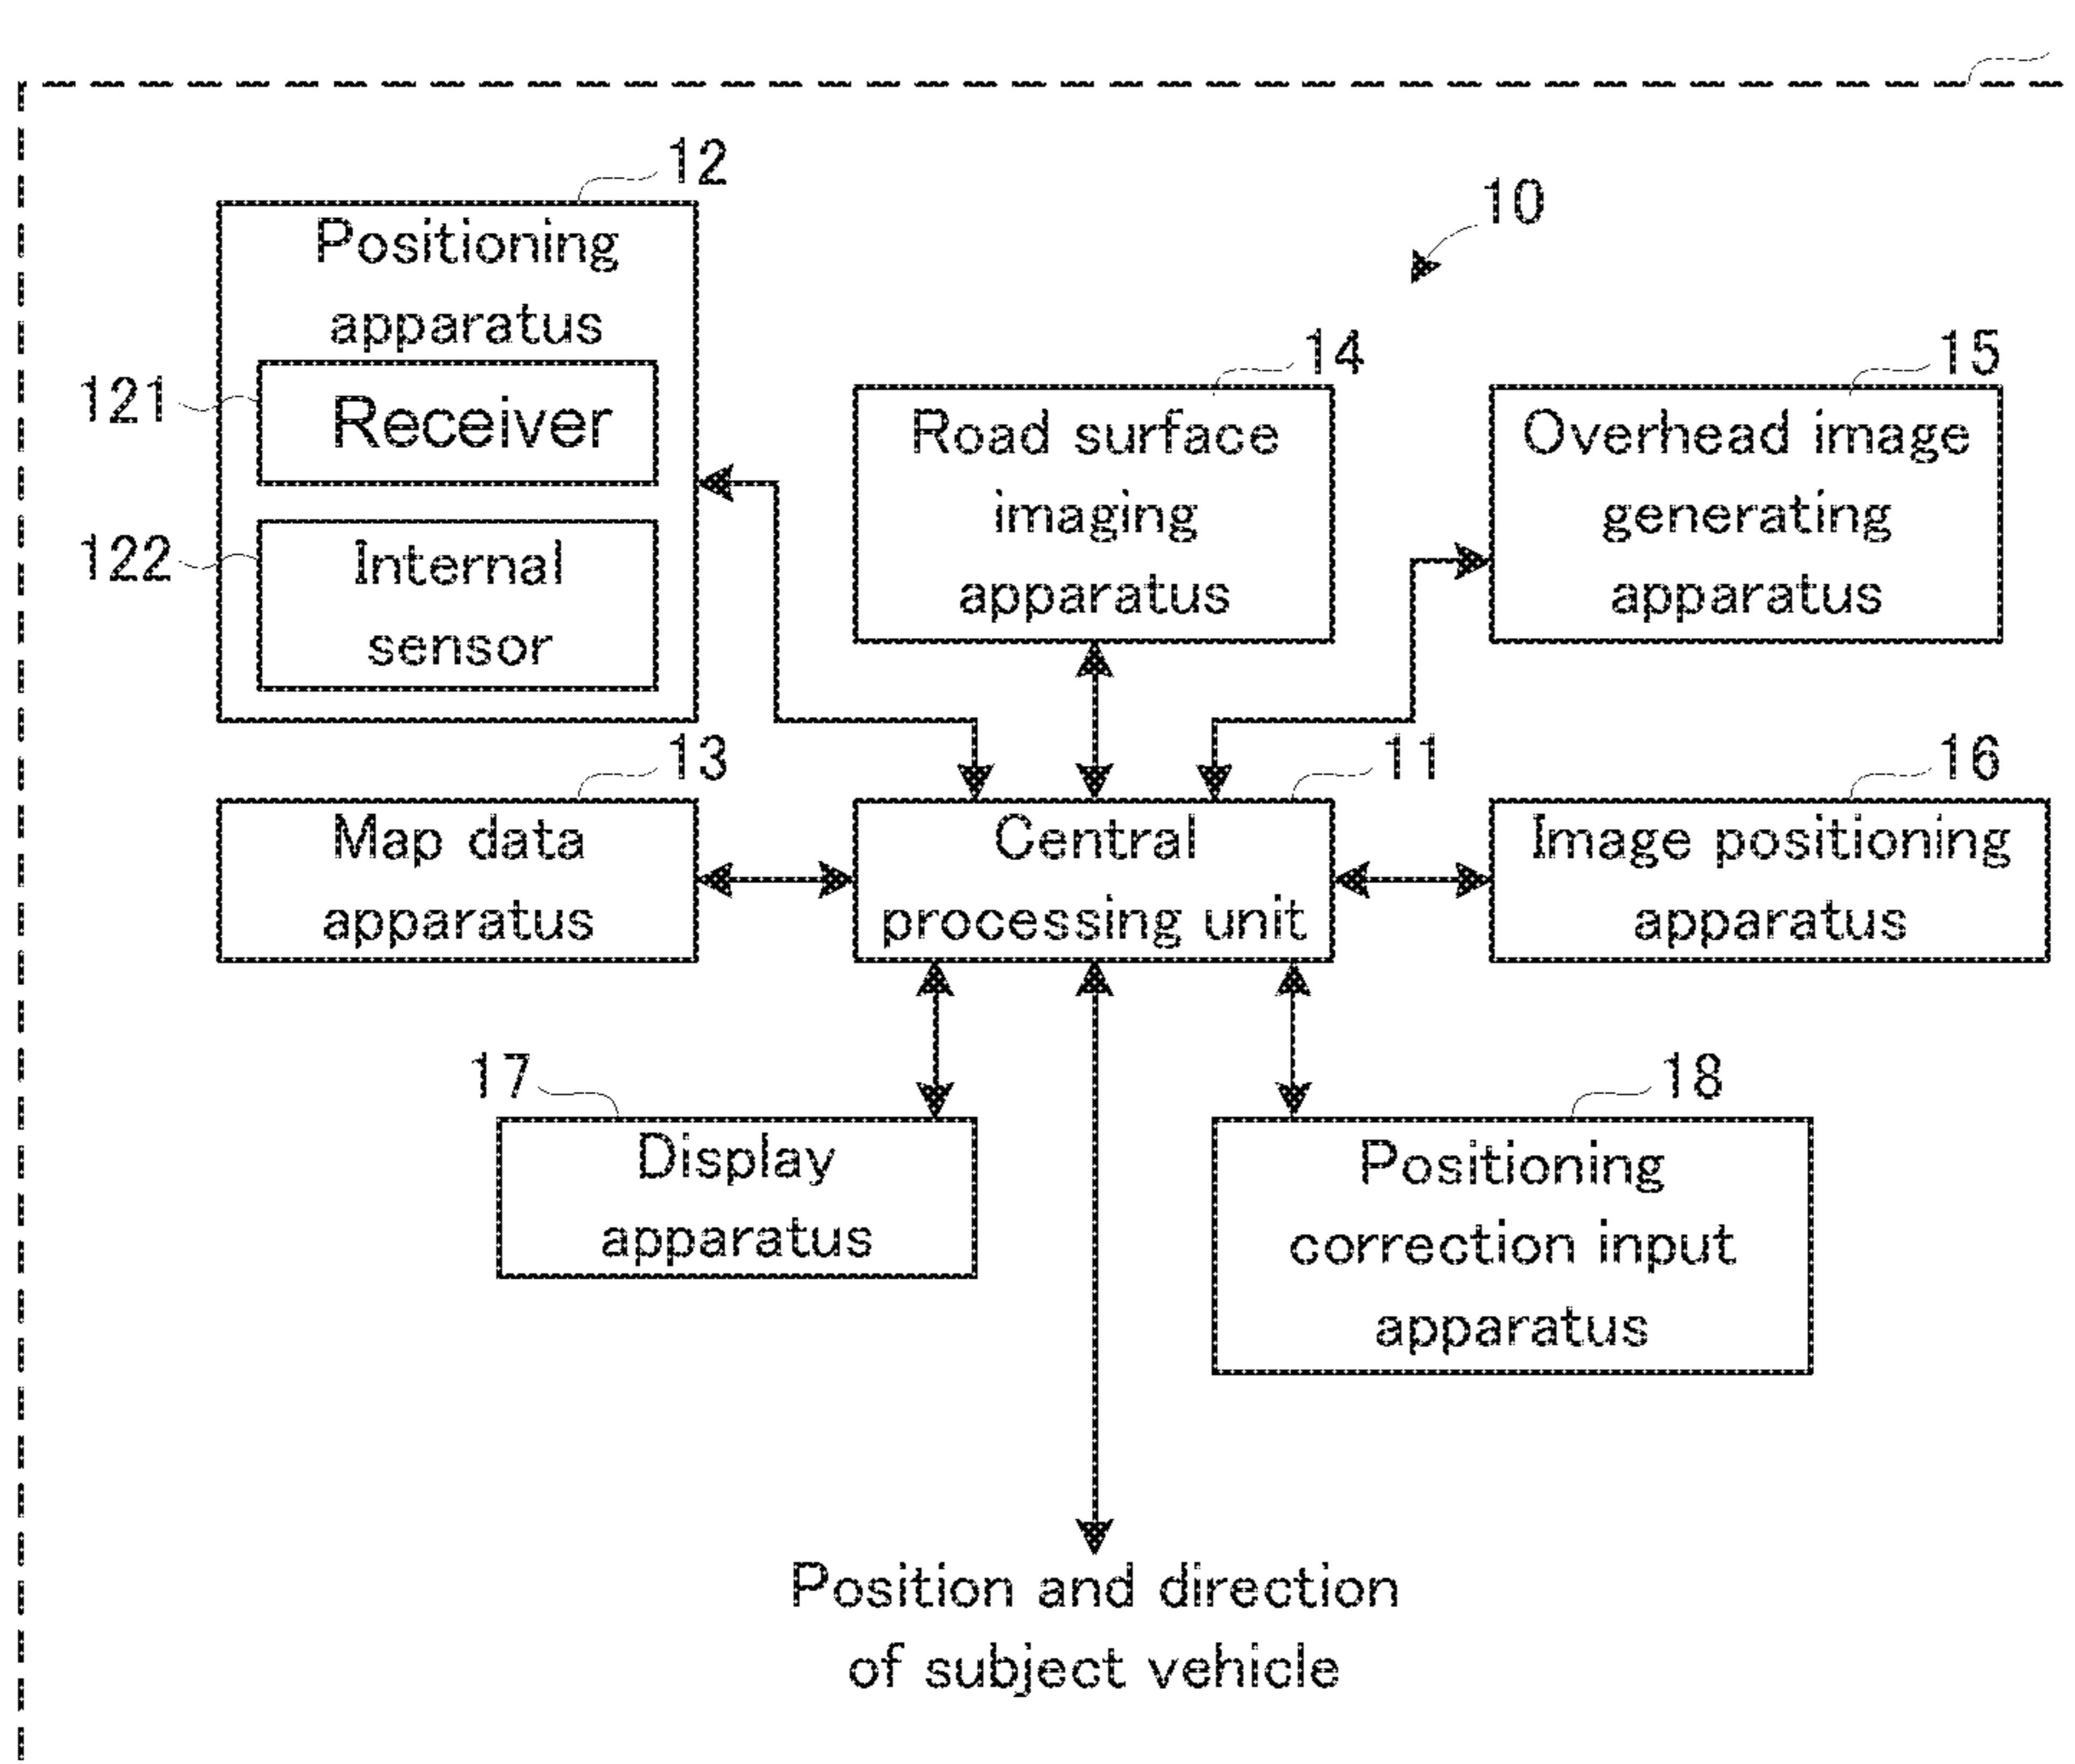 12
Positioning
apparatus
121
Receiver
122
Internal
sensor
10
14
Road surface
imaging
apparatus
15
Overhead image
generating
apparatus
13
Map data
apparatus
11
Central
processing unit
16
Image positioning
apparatus
17
Display
apparatus
18
Positioning
correction input
apparatus
Position and direction
of subject vehicle